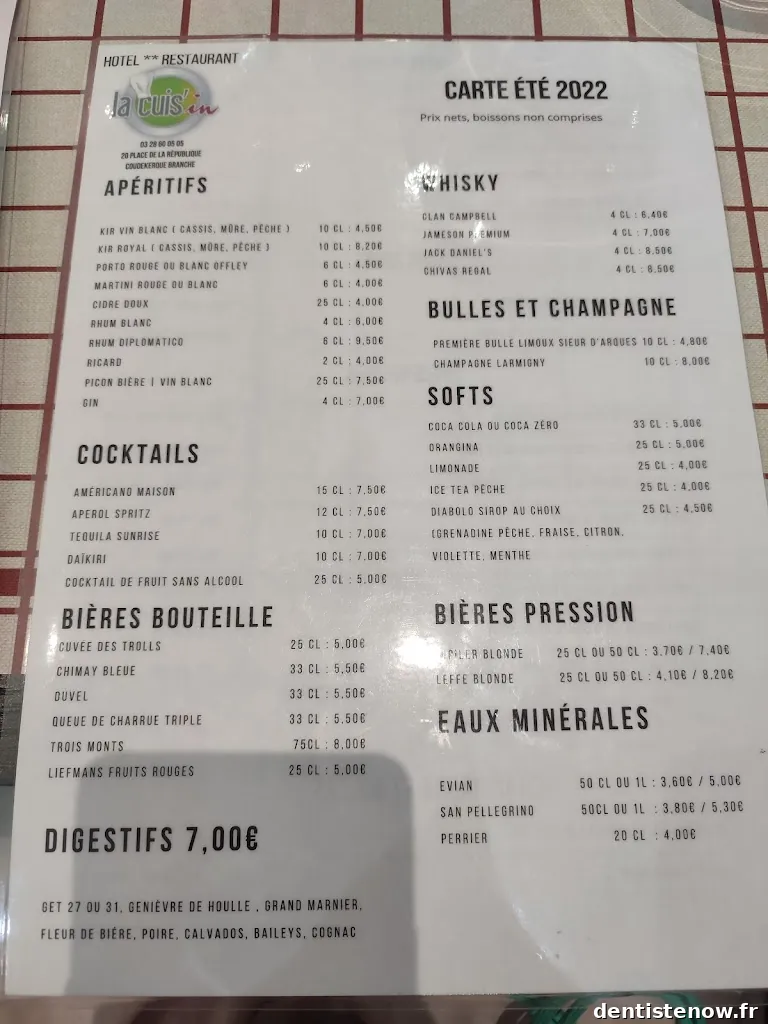 HOTEL ** RESTAURANT
la cuis'in
03 28 60 05 05
20 PLACE DE LA RÉPUBLIQUE
COUDEKERQUE BRANCHE
CARTE ÉTÉ 2022
Prix nets, boissons non comprises
APÉRITIFS
KIR VIN BLANC ( CASSIS, MÛRE, PÊCHE ) 10 CL : 4,50€
KIR ROYAL ( CASSIS, MÛRE, PÊCHE ) 10 CL : 8,20€
PORTO ROUGE OU BLANC OFFLEY 6 CL : 4,50€
MARTINI ROUGE OU BLANC 6 CL : 4,00€
CIDRE DOUX 25 CL : 4,00€
RHUM BLANC 4 CL : 6,00€
RHUM DIPLOMATICO 6 CL : 9,50€
RICARD 2 CL : 4,00€
PICON BIÈRE | VIN BLANC 25 CL : 7,50€
GIN 4 CL : 7,00€
COCKTAILS
AMÉRICANO MAISON 15 CL : 7,50€
APEROL SPRITZ 12 CL : 7,50€
TEQUILA SUNRISE 10 CL : 7,00€
DAÏKIRI 10 CL : 7,00€
COCKTAIL DE FRUIT SANS ALCOOL 25 CL : 5,00€
BIÈRES BOUTEILLE
CUVÉE DES TROLLS 25 CL : 5,00€
CHIMAY BLEUE 33 CL : 5,50€
DUVEL 33 CL : 5,50€
QUEUE DE CHARRUE TRIPLE 33 CL : 5,50€
TROIS MONTS 75CL : 8,00€
LIEFMANS FRUITS ROUGES 25 CL : 5,00€
DIGESTIFS 7,00€
GET 27 OU 31, GENIÈVRE DE HOULLE , GRAND MARNIER,
FLEUR DE BIÈRE, POIRE, CALVADOS, BAILEYS, COGNAC
WHISKY
CLAN CAMPBELL 4 CL : 6,40€
JAMESON PREMIUM 4 CL : 7,00€
JACK DANIEL'S 4 CL : 8,50€
CHIVAS REGAL 4 CL : 8,50€
BULLES ET CHAMPAGNE
PREMIÈRE BULLE LIMOUX SIEUR D'ARQUES 10 CL : 4,80€
CHAMPAGNE LARMIGNY 10 CL : 8,00€
SOFTS
COCA COLA OU COCA ZÉRO 33 CL : 5,00€
ORANGINA 25 CL : 5,00€
LIMONADE 25 CL : 4,00€
ICE TEA PÊCHE 25 CL : 4,00€
DIABOLO SIROP AU CHOIX 25 CL : 4,50€
(GRENADINE PÊCHE, FRAISE, CITRON,
VIOLETTE, MENTHE
BIÈRES PRESSION
BLONDE 25 CL OU 50 CL : 3,70€ / 7,40€
LEFFE BLONDE 25 CL OU 50 CL : 4,10€ / 8,20€
EAUX MINÉRALES
EVIAN 50 CL OU 1L : 3,60€ / 5,00€
SAN PELLEGRINO 50CL OU 1L : 3,80€ / 5,30€
PERRIER 20 CL : 4,00€
dentistenow.fr